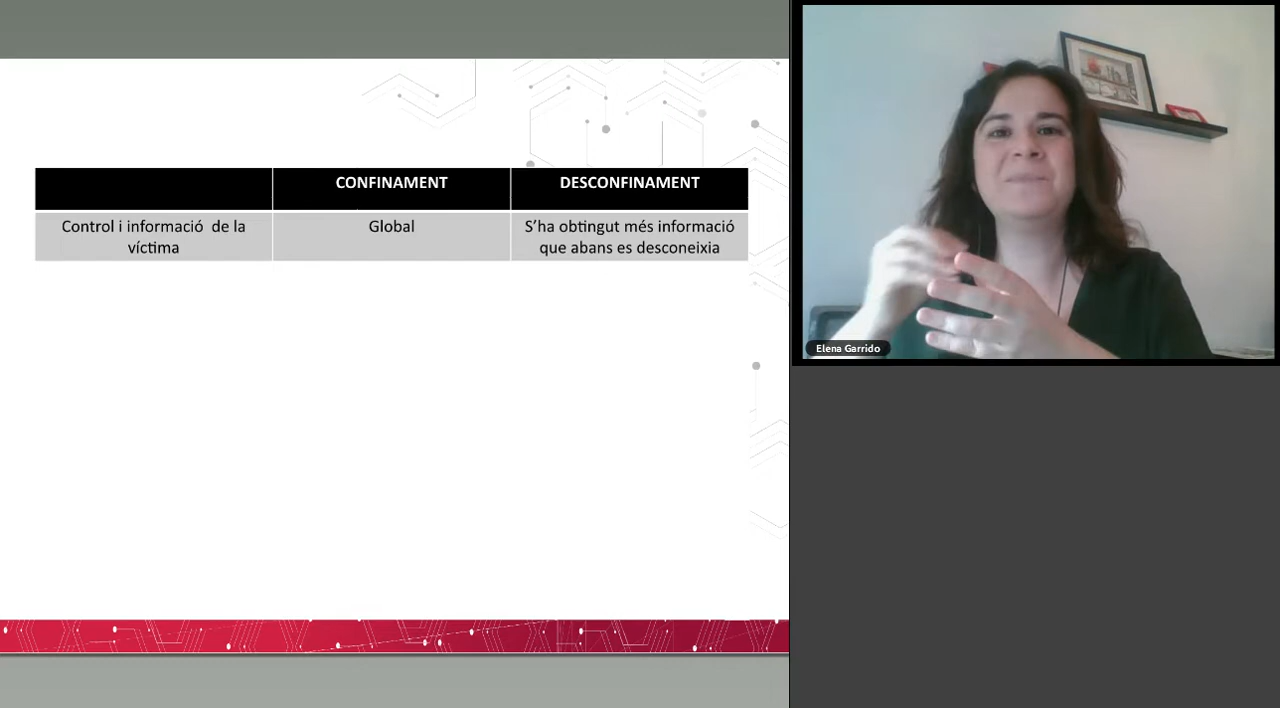 CONFINAMENT
DESCONFINAMENT
Control i informació  de la
víctima
Global
S'ha obtingut més informació
que abans es desconeixia
Elena Garrido